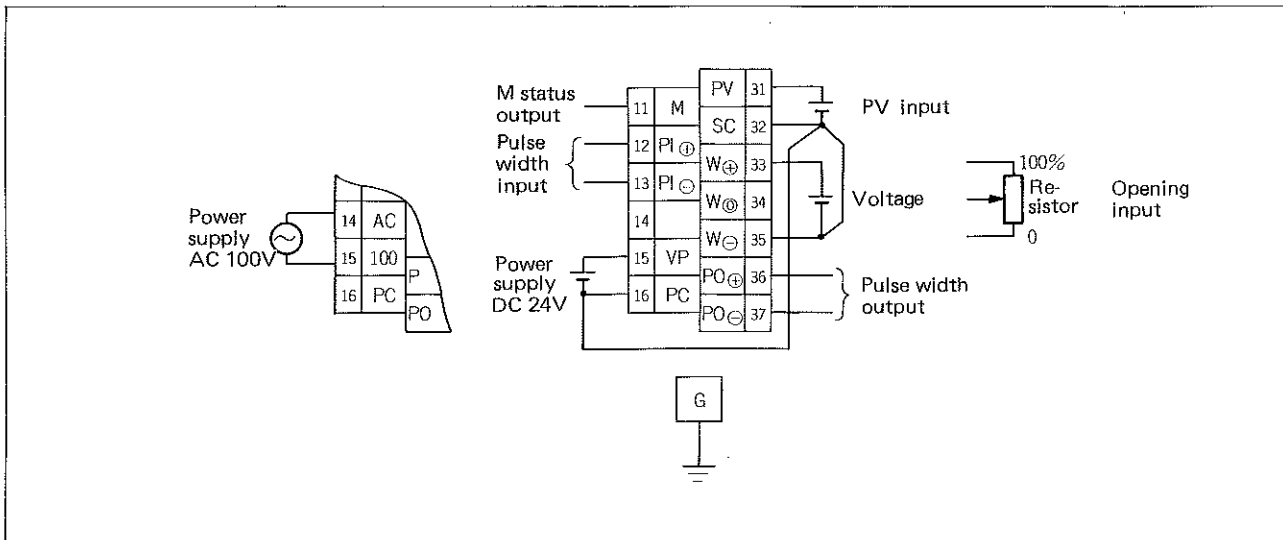 Power
supply
AC 100V
14 AC
15 100
16 PC
P
PO
M status
output
Pulse
width
input
Power
supply
DC 24V
11 M
12 PI ⊕
13 PI ⊖
14
15 VP
16 PC
PV 31
SC 32
W⊕ 33
W⓪ 34
W⊖ 35
PO⊕ 36
PO⊖ 37
PV input
Voltage
Pulse width
output
100%
Re-
sistor
0
Opening
input
G